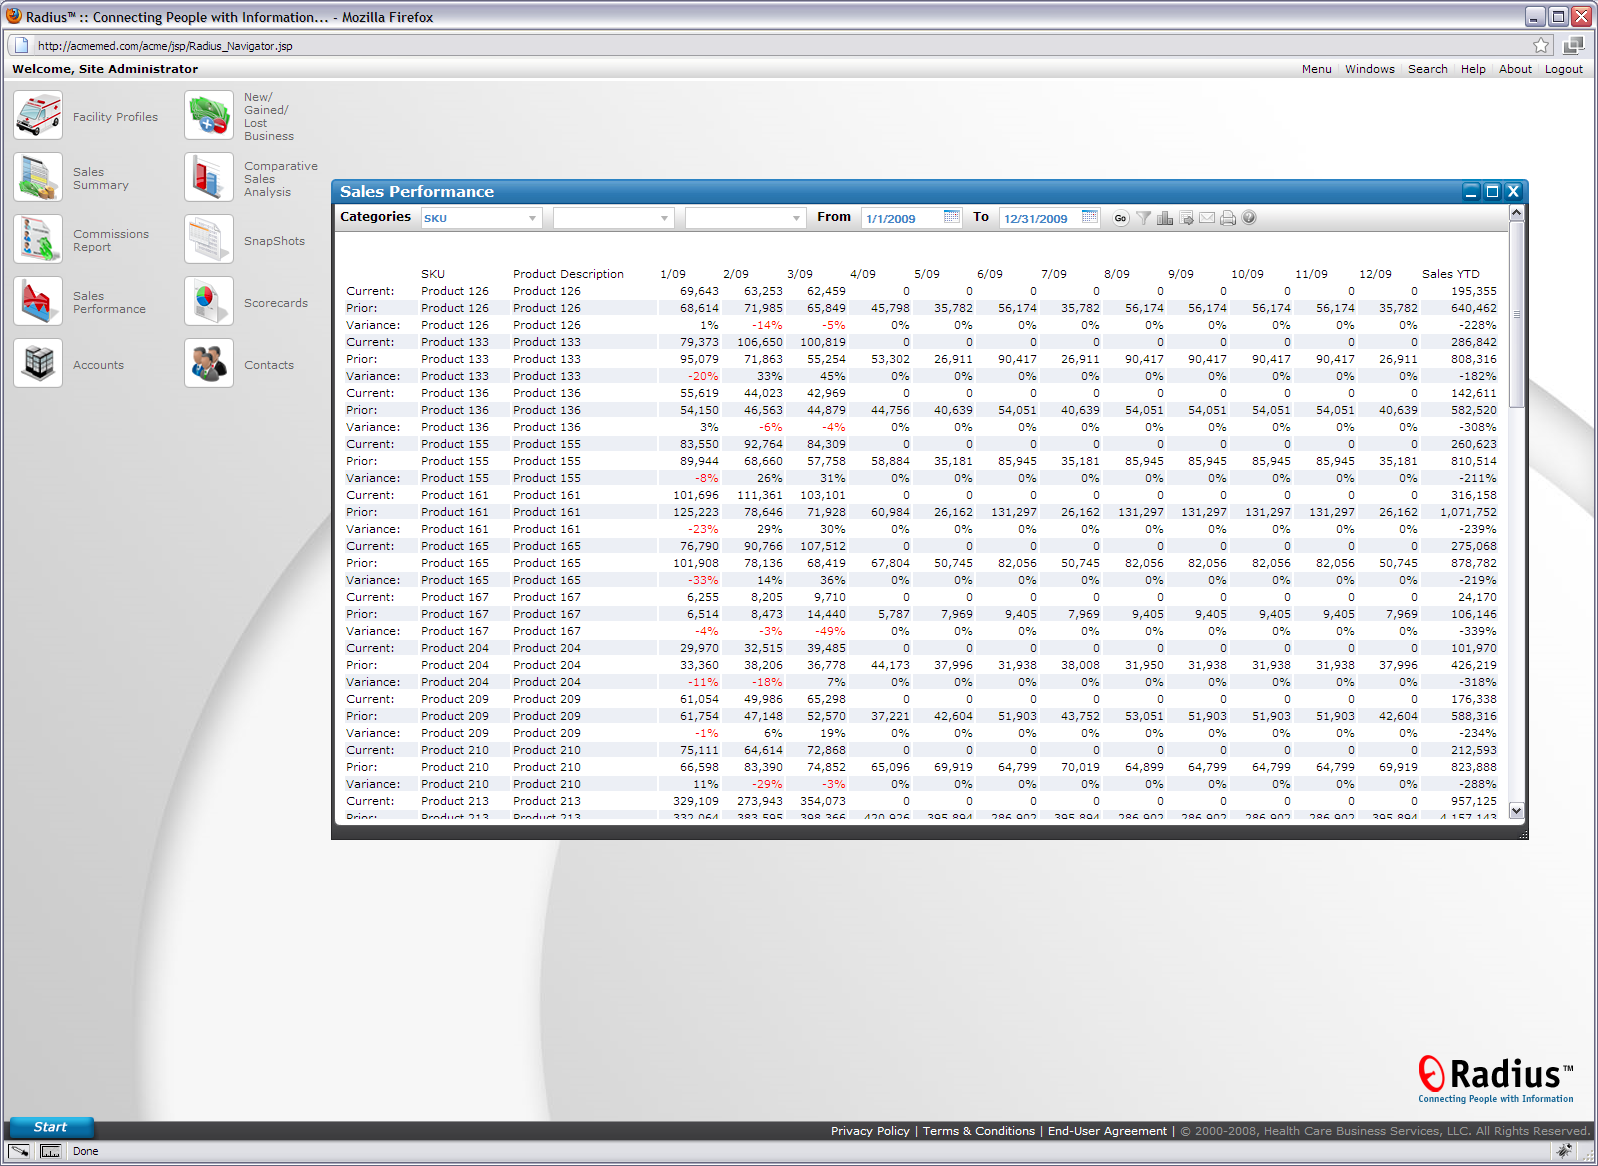 Radius™ :: Connecting People with Information... - Mozilla Firefox
http://acmemed.com/acme/jsp/Radius_Navigator.jsp
Welcome, Site Administrator
Menu Windows Search Help About Logout
Facility Profiles
New/
Gained/
Lost
Business
Sales
Summary
Comparative
Sales
Analysis
Commissions
Report
SnapShots
Sales
Performance
Scorecards
Accounts
Contacts
Sales Performance
Categories SKU From 1/1/2009 To 12/31/2009 Go
SKU Product Description 1/09 2/09 3/09 4/09 5/09 6/09 7/09 8/09 9/09 10/09 11/09 12/09 Sales YTD
Current: Product 126 Product 126 69,643 63,253 62,459 0 0 0 0 0 0 0 0 0 195,355
Prior: Product 126 Product 126 68,614 71,985 65,849 45,798 35,782 56,174 35,782 56,174 56,174 56,174 56,174 35,782 640,462
Variance: Product 126 Product 126 1% -14% -5% 0% 0% 0% 0% 0% 0% 0% 0% 0% -228%
Current: Product 133 Product 133 79,373 106,650 100,819 0 0 0 0 0 0 0 0 0 286,842
Prior: Product 133 Product 133 95,079 71,863 55,254 53,302 26,911 90,417 26,911 90,417 90,417 90,417 90,417 26,911 808,316
Variance: Product 133 Product 133 -20% 33% 45% 0% 0% 0% 0% 0% 0% 0% 0% 0% -182%
Current: Product 136 Product 136 55,619 44,023 42,969 0 0 0 0 0 0 0 0 0 142,611
Prior: Product 136 Product 136 54,150 46,563 44,879 44,756 40,639 54,051 40,639 54,051 54,051 54,051 54,051 40,639 582,520
Variance: Product 136 Product 136 3% -6% -4% 0% 0% 0% 0% 0% 0% 0% 0% 0% -308%
Current: Product 155 Product 155 83,550 92,764 84,309 0 0 0 0 0 0 0 0 0 260,623
Prior: Product 155 Product 155 89,944 68,660 57,758 58,884 35,181 85,945 35,181 85,945 85,945 85,945 85,945 35,181 810,514
Variance: Product 155 Product 155 -8% 26% 31% 0% 0% 0% 0% 0% 0% 0% 0% 0% -211%
Current: Product 161 Product 161 101,696 111,361 103,101 0 0 0 0 0 0 0 0 0 316,158
Prior: Product 161 Product 161 125,223 78,646 71,928 60,984 26,162 131,297 26,162 131,297 131,297 131,297 131,297 26,162 1,071,752
Variance: Product 161 Product 161 -23% 29% 30% 0% 0% 0% 0% 0% 0% 0% 0% 0% -239%
Current: Product 165 Product 165 76,790 90,766 107,512 0 0 0 0 0 0 0 0 0 275,068
Prior: Product 165 Product 165 101,908 78,136 68,419 67,804 50,745 82,056 50,745 82,056 82,056 82,056 82,056 50,745 878,782
Variance: Product 165 Product 165 -33% 14% 36% 0% 0% 0% 0% 0% 0% 0% 0% 0% -219%
Current: Product 167 Product 167 6,255 8,205 9,710 0 0 0 0 0 0 0 0 0 24,170
Prior: Product 167 Product 167 6,514 8,473 14,440 5,787 7,969 9,405 7,969 9,405 9,405 9,405 9,405 7,969 106,146
Variance: Product 167 Product 167 -4% -3% -49% 0% 0% 0% 0% 0% 0% 0% 0% 0% -339%
Current: Product 204 Product 204 29,970 32,515 39,485 0 0 0 0 0 0 0 0 0 101,970
Prior: Product 204 Product 204 33,360 38,206 36,778 44,173 37,996 31,938 38,008 31,950 31,938 31,938 31,938 37,996 426,219
Variance: Product 204 Product 204 -11% -18% 7% 0% 0% 0% 0% 0% 0% 0% 0% 0% -318%
Current: Product 209 Product 209 61,054 49,986 65,298 0 0 0 0 0 0 0 0 0 176,338
Prior: Product 209 Product 209 61,754 47,148 52,570 37,221 42,604 51,903 43,752 53,051 51,903 51,903 51,903 42,604 588,316
Variance: Product 209 Product 209 -1% 6% 19% 0% 0% 0% 0% 0% 0% 0% 0% 0% -234%
Current: Product 210 Product 210 75,111 64,614 72,868 0 0 0 0 0 0 0 0 0 212,593
Prior: Product 210 Product 210 66,598 83,390 74,852 65,096 69,919 64,799 70,019 64,899 64,799 64,799 64,799 69,919 823,888
Variance: Product 210 Product 210 11% -29% -3% 0% 0% 0% 0% 0% 0% 0% 0% 0% -288%
Current: Product 213 Product 213 329,109 273,943 354,073 0 0 0 0 0 0 0 0 0 957,125
Prior: Product 213 Product 213 332,064 383,595 398,366 420,926 395,894 286,902 395,894 286,902 286,902 286,902 286,902 395,894 4,157,143
Radius™
Connecting People with Information
Start
Privacy Policy | Terms & Conditions | End-User Agreement | © 2000-2008, Health Care Business Services, LLC. All Rights Reserved.
Done